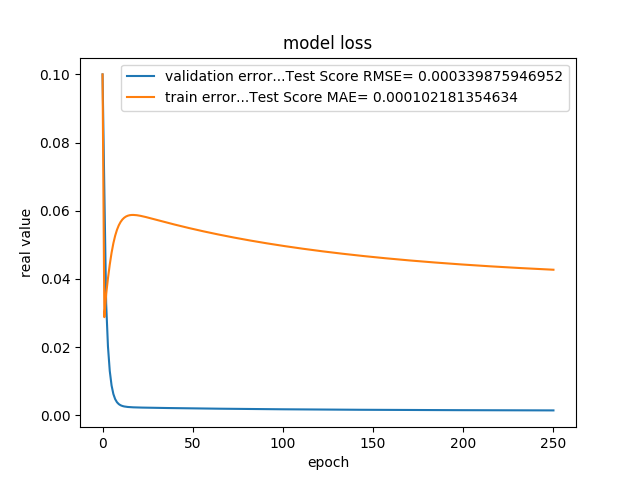 model loss
validation error...Test Score RMSE= 0.000339875946952
train error...Test Score MAE= 0.000102181354634
0.10
0.08
0.06
0.04
0.02
0.00
real value
0 50 100 150 200 250
epoch